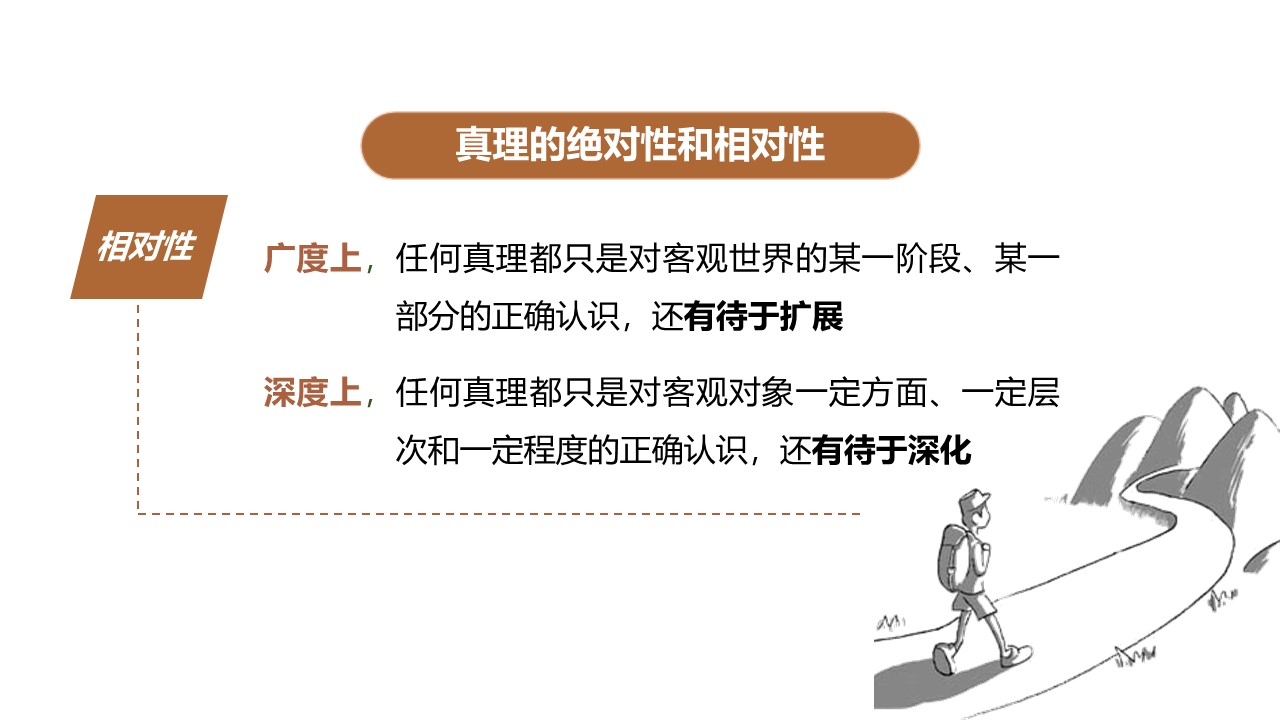 真理的绝对性和相对性
相对性
广度上，任何真理都只是对客观世界的某一阶段、某一
部分的正确认识，还有待于扩展
深度上，任何真理都只是对客观对象一定方面、一定层
次和一定程度的正确认识，还有待于深化